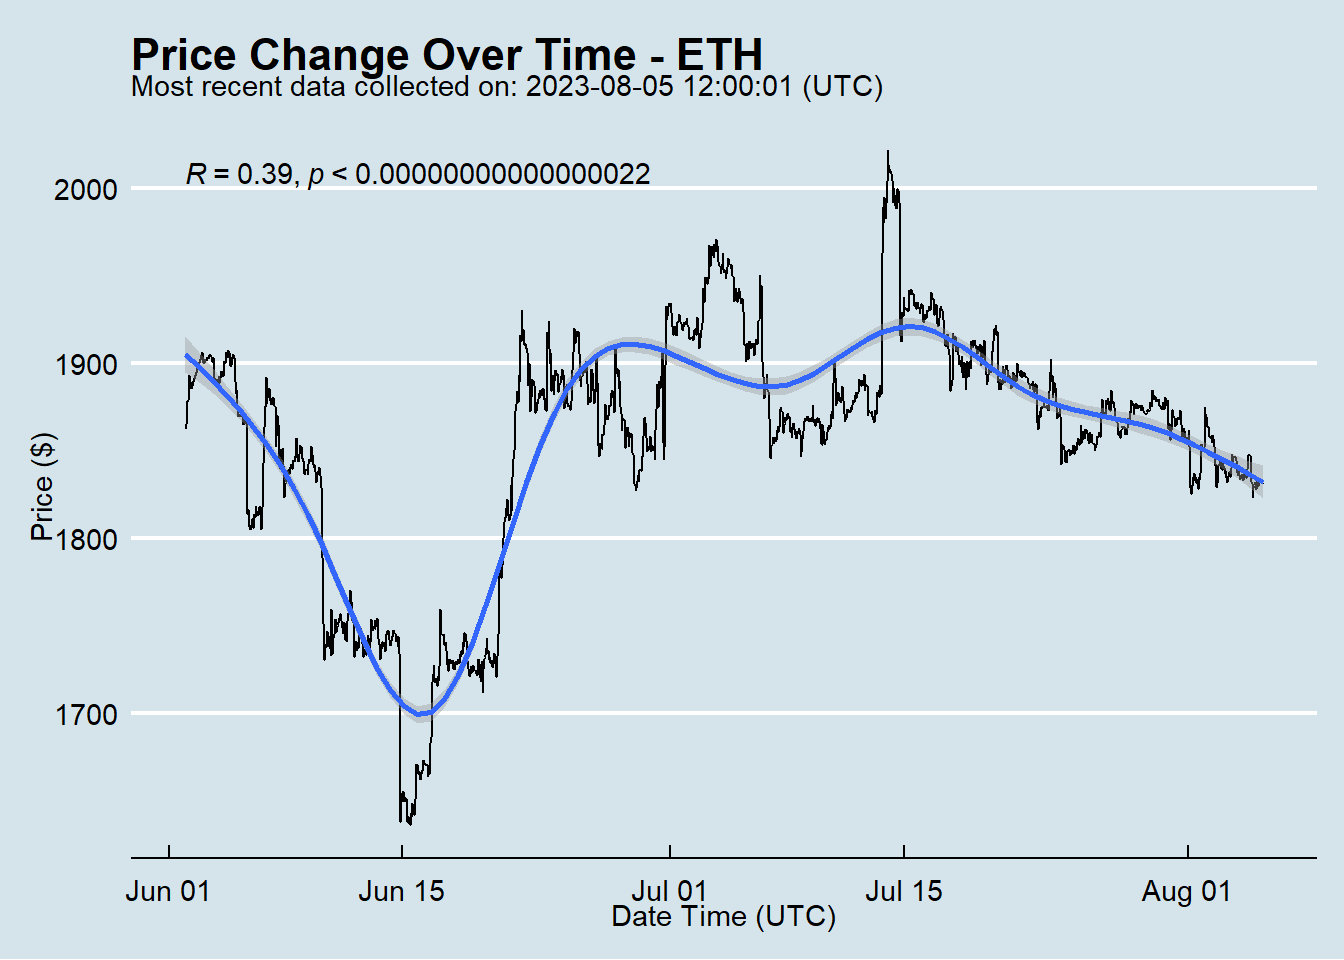 Price Change Over Time - ETH
Most recent data collected on: 2023-08-05 12:00:01 (UTC)
R = 0.39, p < 0.00000000000000022
2000
1900
1800
1700
Price ($)
Jun 01
Jun 15
Jul 01
Jul 15
Aug 01
Date Time (UTC)